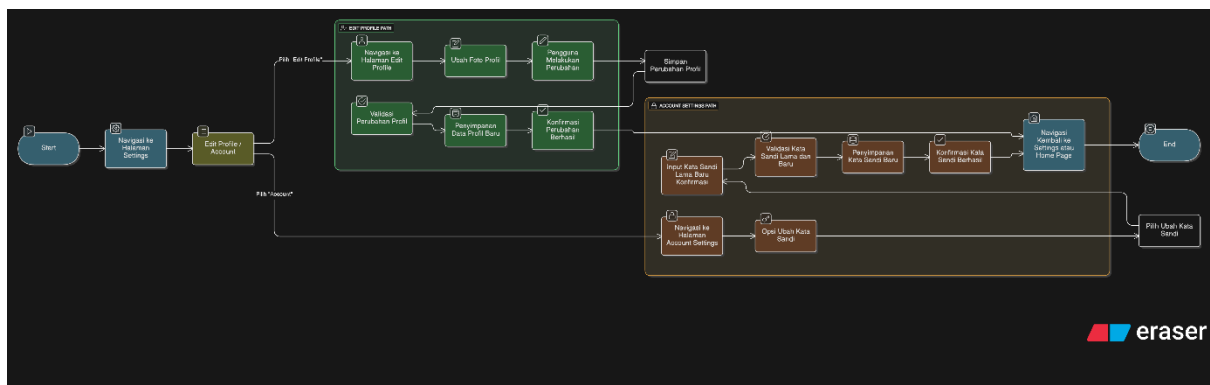 EDIT PROFILE PATH
Navigasi ke
Halaman Edit
Profile
Ubah Foto Profil
Pengguna
Melakukan
Perubahan
Simpan
Perubahan Profil
Pilih "Edit Profile"
Validasi
Perubahan Profil
Penyimpanan
Data Profil Baru
Konfirmasi
Perubahan
Berhasil
Start
Navigasi ke
Halaman
Settings
Edit Profile /
Account
Pilih "Account"
ACCOUNT SETTINGS PATH
Input Kata Sandi
Lama Baru
Konfirmasi
Validasi Kata
Sandi Lama dan
Baru
Penyimpanan
Kata Sandi Baru
Konfirmasi Kata
Sandi Berhasil
Navigasi
Kembali ke
Settings atau
Home Page
End
Navigasi ke
Halaman
Account Settings
Opsi Ubah Kata
Sandi
Pilih Ubah Kata
Sandi
eraser